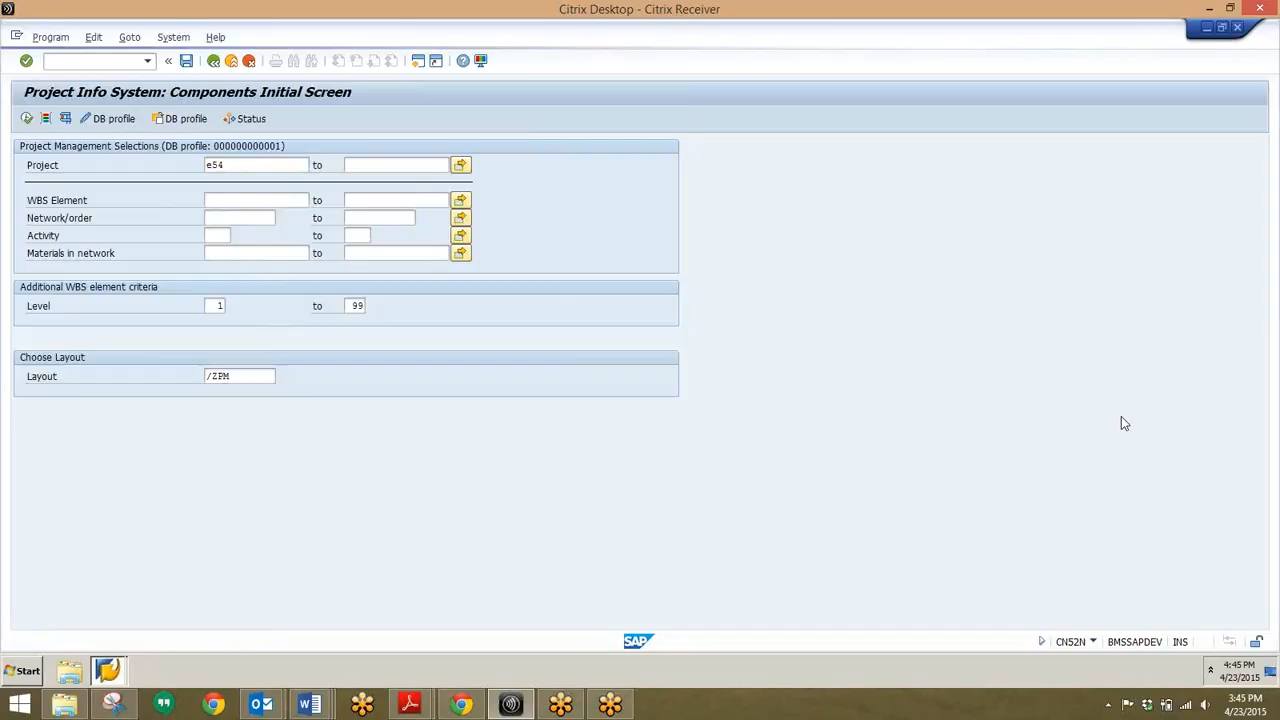 Citrix Desktop - Citrix Receiver
Program Edit Goto System Help
Project Info System: Components Initial Screen
DB profile DB profile Status
Project Management Selections (DB profile: 000000000001)
Project e54 to
WBS Element to
Network/order to
Activity to
Materials in network to
Additional WBS element criteria
Level 1 to 99
Choose Layout
Layout /ZPM
SAP CN52N BMSSAPDEV INS
Start 4:45 PM
4/23/2015
3:45 PM
4/23/2015